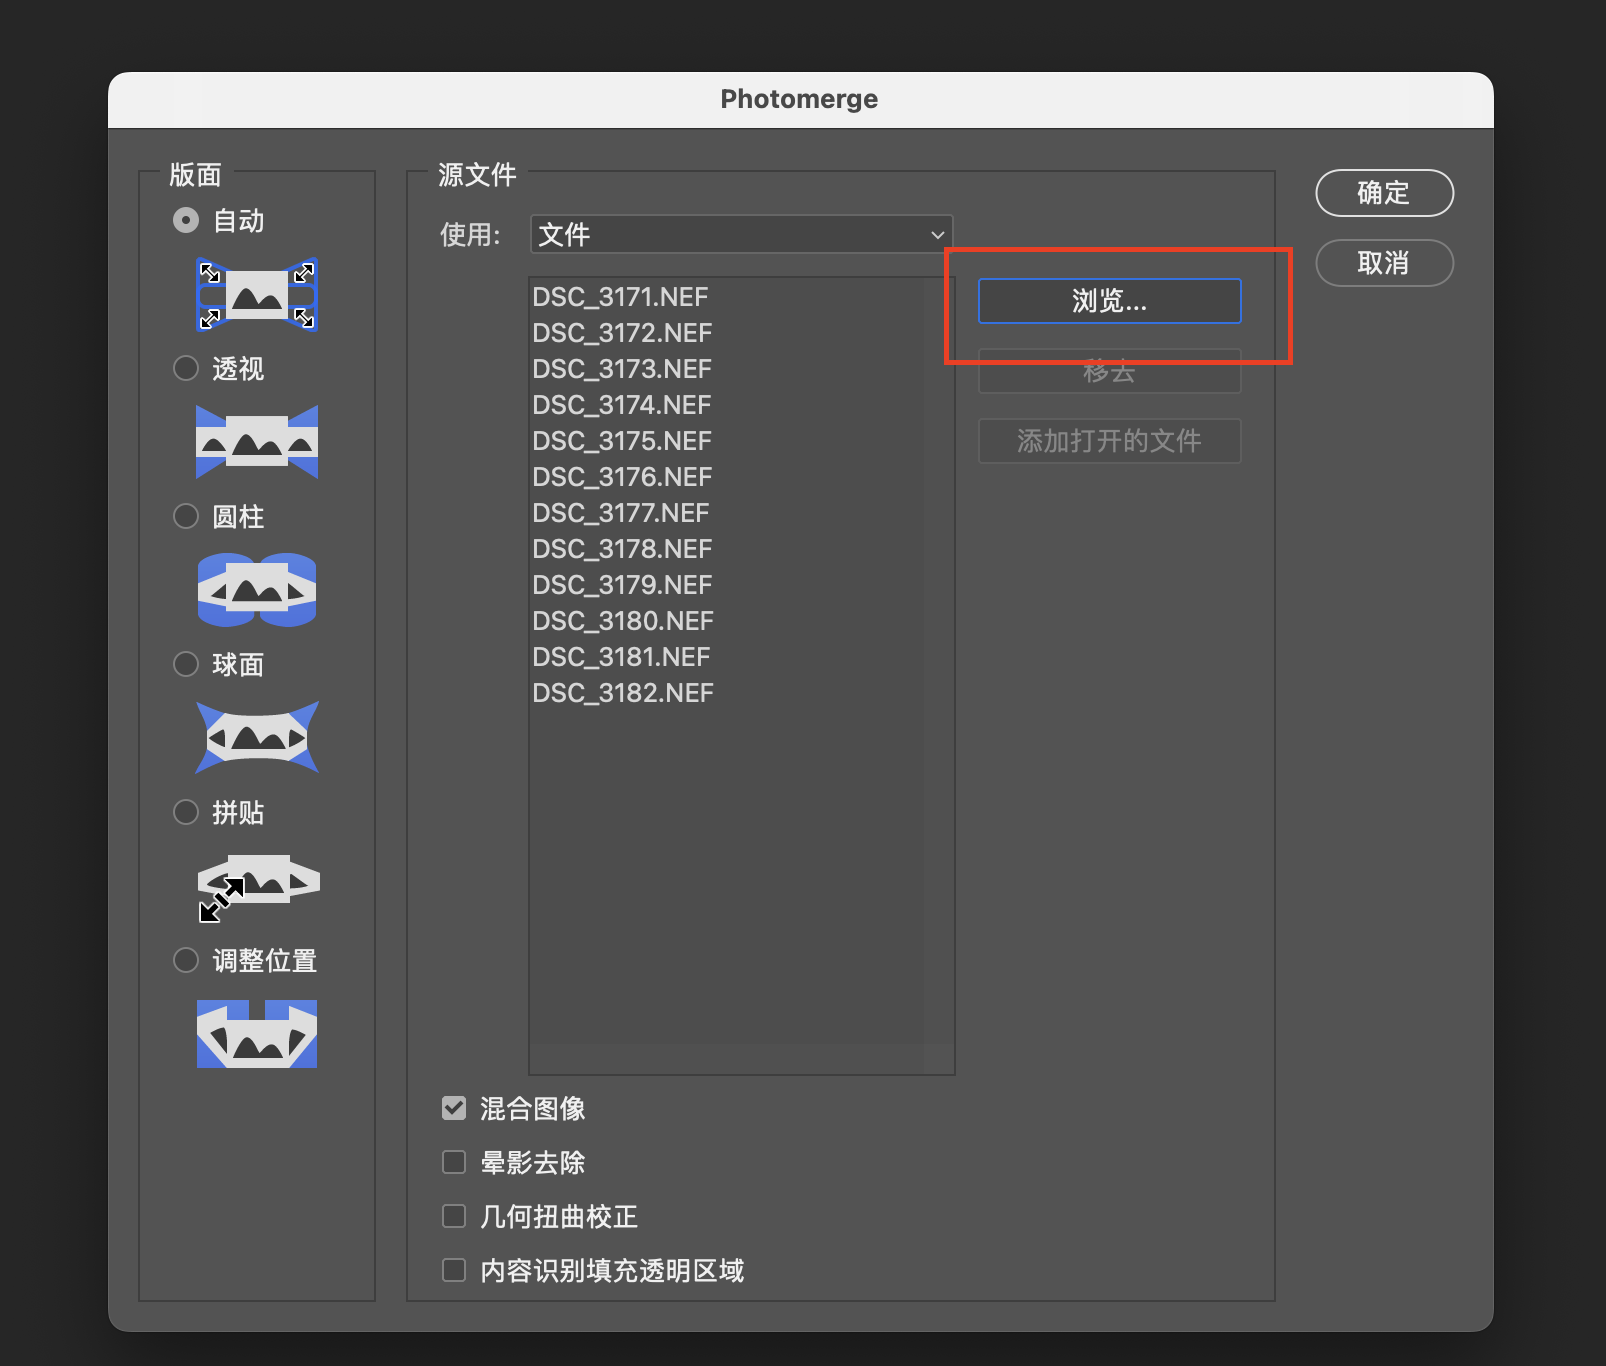 Photomerge
版面
自动
透视
圆柱
球面
拼贴
调整位置
源文件
使用: 文件
DSC_3171.NEF
DSC_3172.NEF
DSC_3173.NEF
DSC_3174.NEF
DSC_3175.NEF
DSC_3176.NEF
DSC_3177.NEF
DSC_3178.NEF
DSC_3179.NEF
DSC_3180.NEF
DSC_3181.NEF
DSC_3182.NEF
浏览...
移去
添加打开的文件
混合图像
晕影去除
几何扭曲校正
内容识别填充透明区域
确定
取消